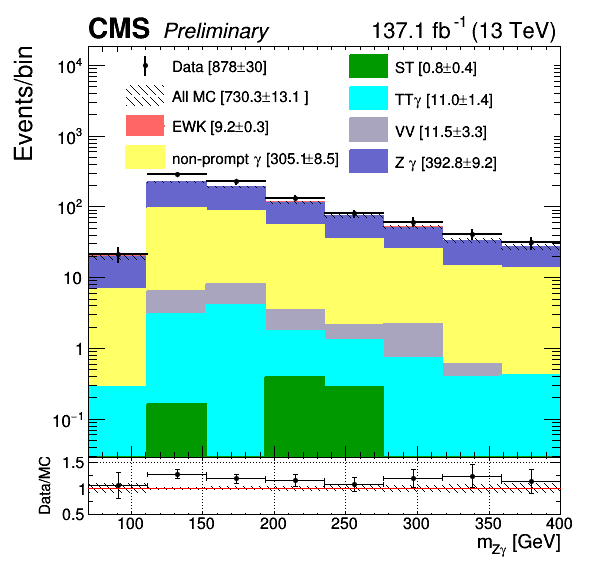 CMS Preliminary 137.1 fb⁻¹ (13 TeV)
Events/bin
10⁴
10³
10²
10
1
10⁻¹
Data [878±30]
All MC [730.3±13.1 ]
EWK [9.2±0.3]
non-prompt γ [305.1±8.5]
ST [0.8±0.4]
TTγ [11.0±1.4]
VV [11.5±3.3]
Z γ [392.8±9.2]
Data/MC
1.5
1
0.5
100 150 200 250 300 350 400
m_Zγ [GeV]